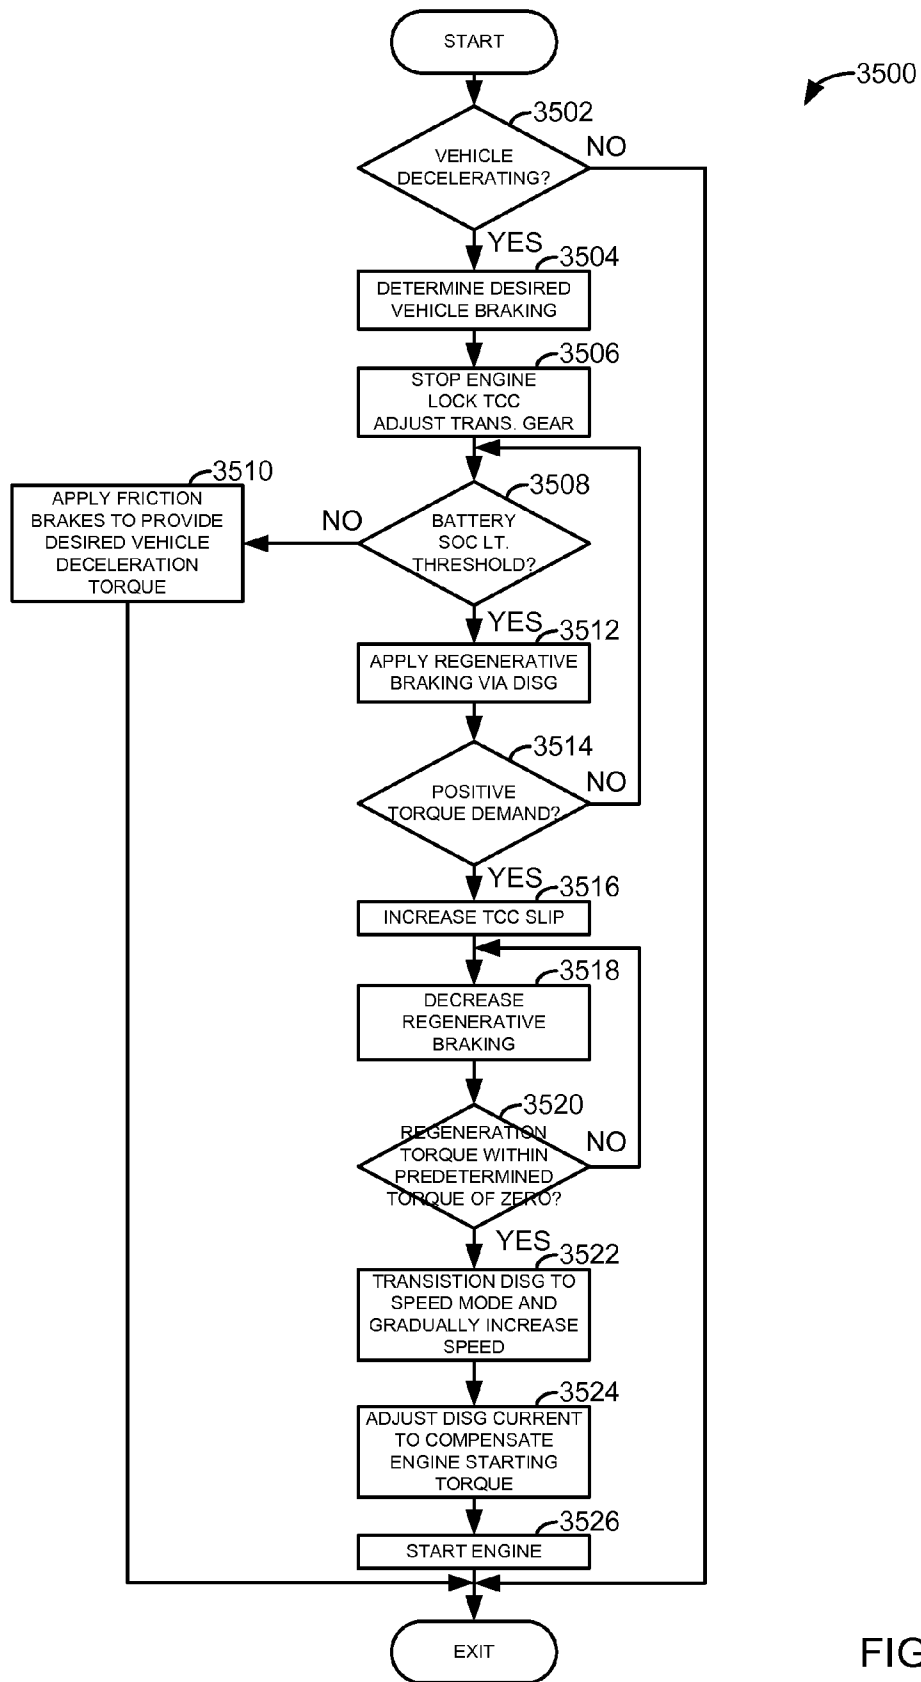 START
3500
3502
VEHICLE
DECELERATING?
NO
YES
3504
DETERMINE DESIRED
VEHICLE BRAKING
3506
STOP ENGINE
LOCK TCC
ADJUST TRANS. GEAR
3510
APPLY FRICTION
BRAKES TO PROVIDE
DESIRED VEHICLE
DECELERATION
TORQUE
NO
3508
BATTERY
SOC LT.
THRESHOLD?
YES
3512
APPLY REGENERATIVE
BRAKING VIA DISG
3514
POSITIVE
TORQUE DEMAND?
NO
YES
3516
INCREASE TCC SLIP
3518
DECREASE
REGENERATIVE
BRAKING
3520
REGENERATION
TORQUE WITHIN
PREDETERMINED
TORQUE OF ZERO?
NO
YES
3522
TRANSISTION DISG TO
SPEED MODE AND
GRADUALLY INCREASE
SPEED
3524
ADJUST DISG CURRENT
TO COMPENSATE
ENGINE STARTING
TORQUE
3526
START ENGINE
EXIT
FIG